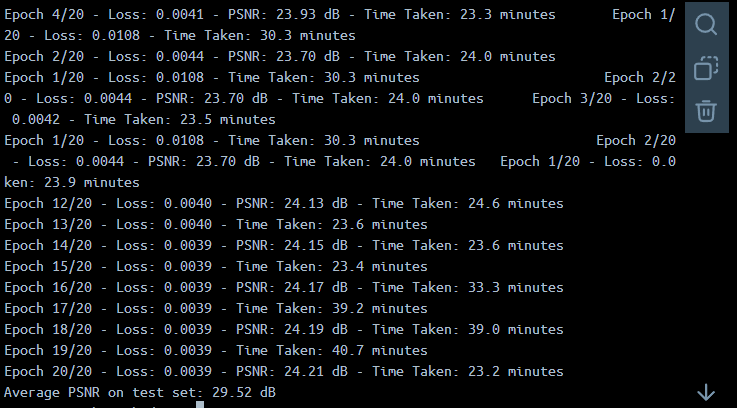 Epoch 4/20 - Loss: 0.0041 - PSNR: 23.93 dB - Time Taken: 23.3 minutes Epoch 1/
20 - Loss: 0.0108 - Time Taken: 30.3 minutes
Epoch 2/20 - Loss: 0.0044 - PSNR: 23.70 dB - Time Taken: 24.0 minutes
Epoch 1/20 - Loss: 0.0108 - Time Taken: 30.3 minutes Epoch 2/2
0 - Loss: 0.0044 - PSNR: 23.70 dB - Time Taken: 24.0 minutes Epoch 3/20 - Loss:
0.0042 - Time Taken: 23.5 minutes
Epoch 1/20 - Loss: 0.0108 - Time Taken: 30.3 minutes Epoch 2/20
- Loss: 0.0044 - PSNR: 23.70 dB - Time Taken: 24.0 minutes Epoch 1/20 - Loss: 0.0
ken: 23.9 minutes
Epoch 12/20 - Loss: 0.0040 - PSNR: 24.13 dB - Time Taken: 24.6 minutes
Epoch 13/20 - Loss: 0.0040 - Time Taken: 23.6 minutes
Epoch 14/20 - Loss: 0.0039 - PSNR: 24.15 dB - Time Taken: 23.6 minutes
Epoch 15/20 - Loss: 0.0039 - Time Taken: 23.4 minutes
Epoch 16/20 - Loss: 0.0039 - PSNR: 24.17 dB - Time Taken: 33.3 minutes
Epoch 17/20 - Loss: 0.0039 - Time Taken: 39.2 minutes
Epoch 18/20 - Loss: 0.0039 - PSNR: 24.19 dB - Time Taken: 39.0 minutes
Epoch 19/20 - Loss: 0.0039 - Time Taken: 40.7 minutes
Epoch 20/20 - Loss: 0.0039 - PSNR: 24.21 dB - Time Taken: 23.2 minutes
Average PSNR on test set: 29.52 dB